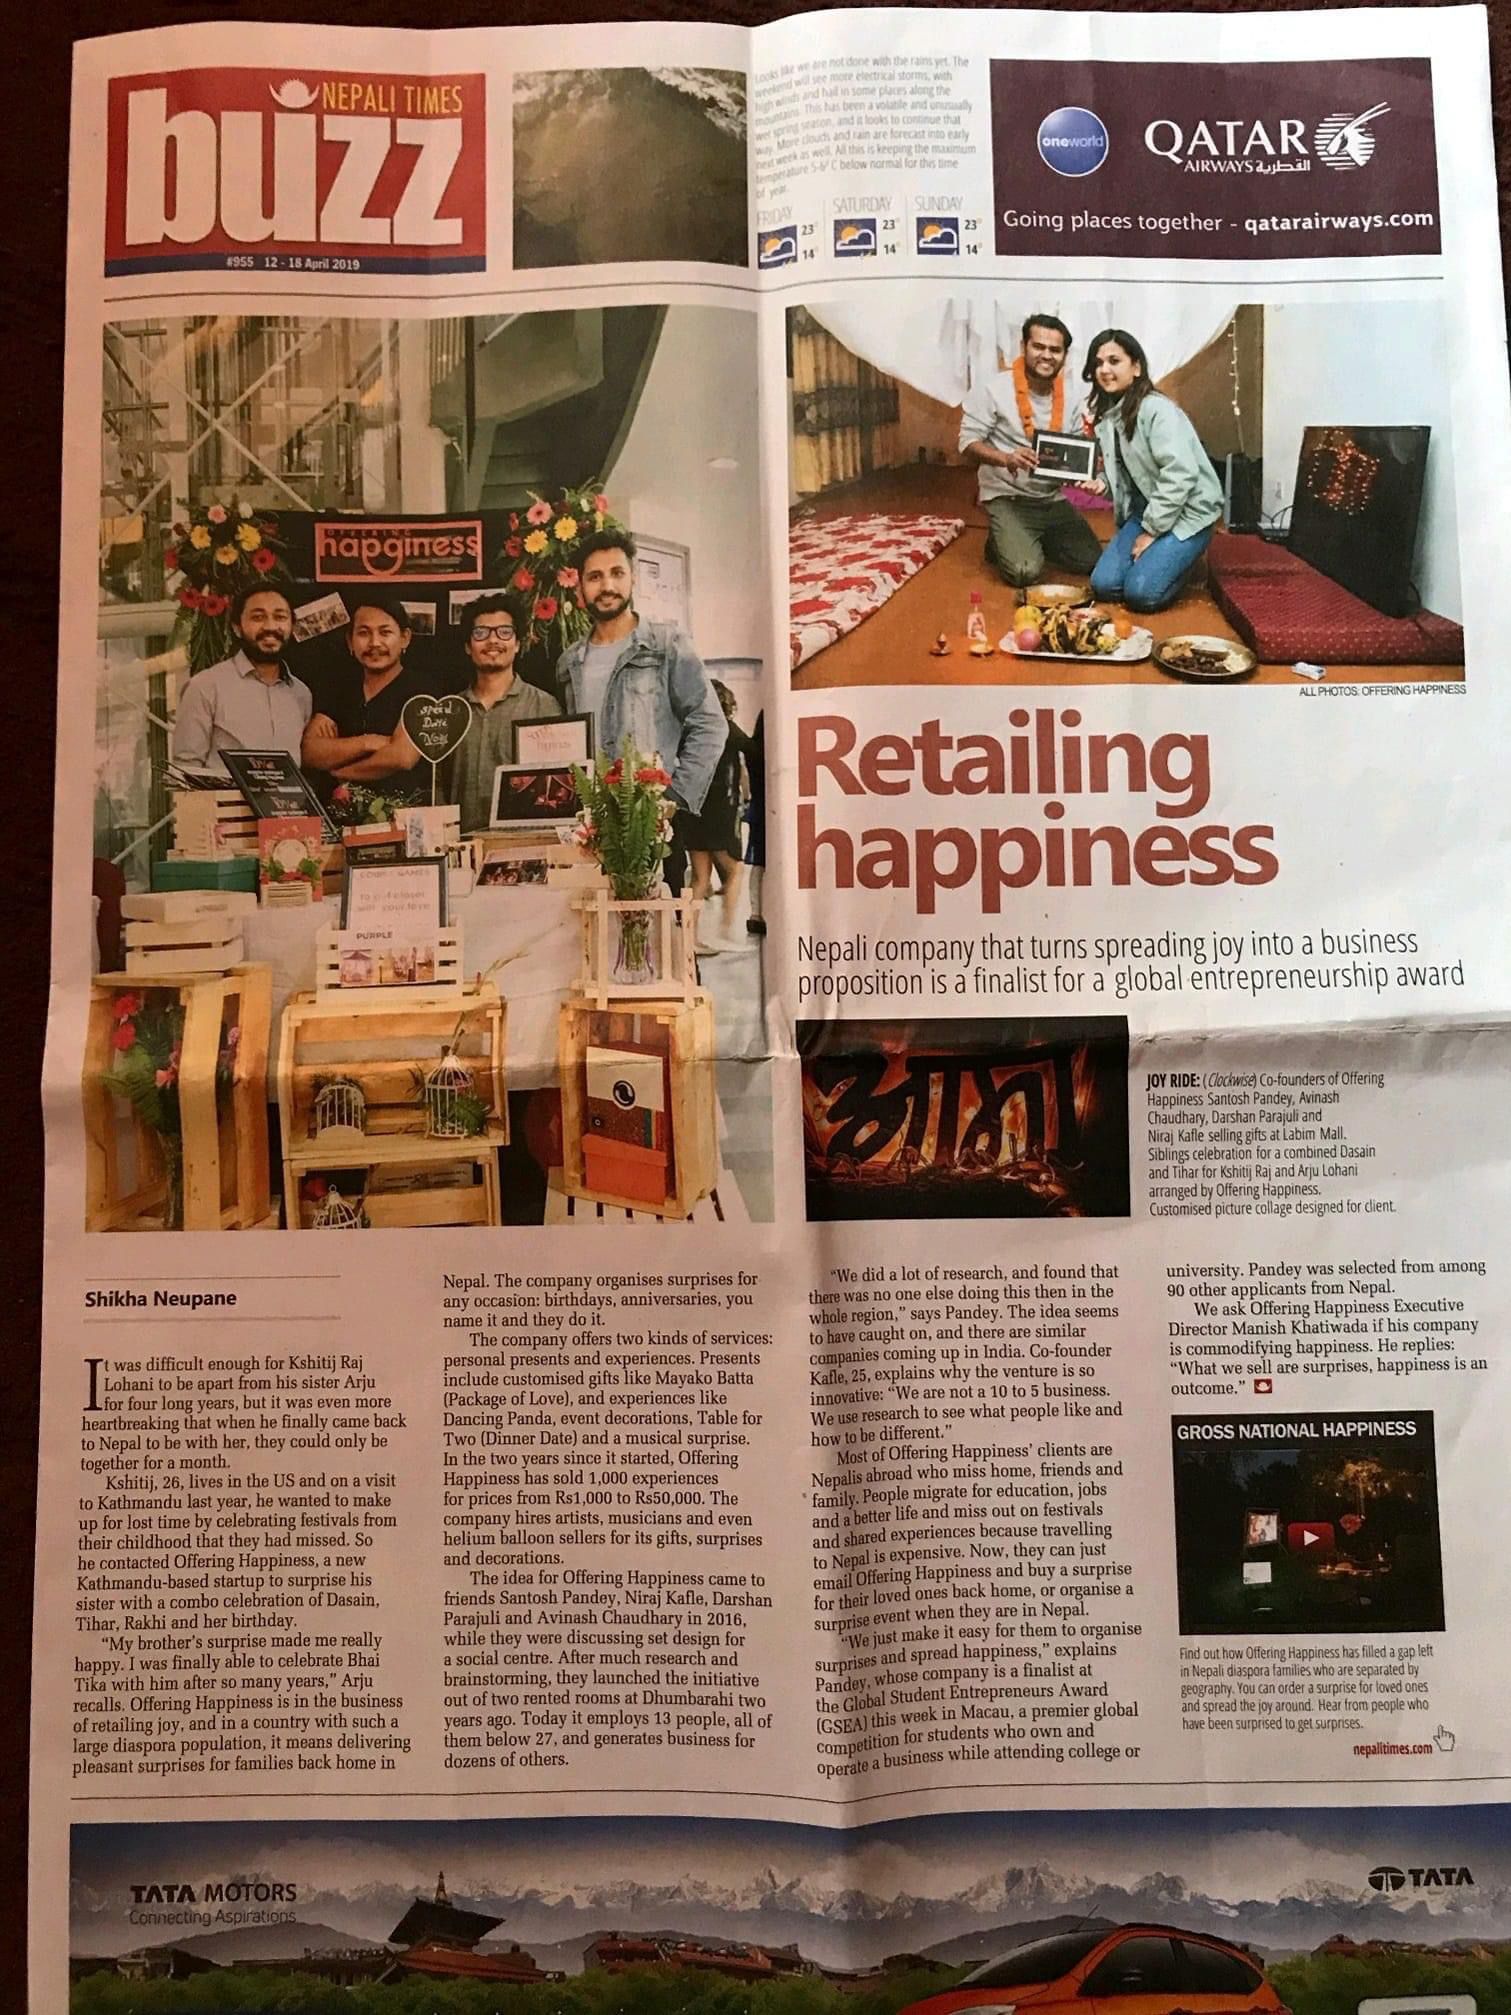 NEPALI TIMES
buzz
#955 12 - 18 April 2019
Looks like we are not done with the rains yet. The
weekend will see more electrical storms, with
high winds and hail in some places along the
mountains. This has been a volatile and unusually
wet spring season, and it looks to continue that
way. More clouds and rain are forecast into early
next week as well. All this is keeping the maximum
temperature 5-6° C below normal for this time
of year.
FRIDAY
23°
14°
SATURDAY
23°
14°
SUNDAY
23°
14°
oneworld
QATAR
AIRWAYS القطرية
Going places together - qatarairways.com
OFFERING
happiness
Speed
Date
PURPLE
ALL PHOTOS: OFFERING HAPPINESS
Retailing
happiness
Nepali company that turns spreading joy into a business
proposition is a finalist for a global entrepreneurship award
आमा
JOY RIDE: (Clockwise) Co-founders of Offering
Happiness Santosh Pandey, Avinash
Chaudhary, Darshan Parajuli and
Niraj Kafle selling gifts at Labim Mall.
Siblings celebration for a combined Dasain
and Tihar for Kshitij Raj and Arju Lohani
arranged by Offering Happiness.
Customised picture collage designed for client.
Shikha Neupane
It was difficult enough for Kshitij Raj
Lohani to be apart from his sister Arju
for four long years, but it was even more
heartbreaking that when he finally came back
to Nepal to be with her, they could only be
together for a month.
Kshitij, 26, lives in the US and on a visit
to Kathmandu last year, he wanted to make
up for lost time by celebrating festivals from
their childhood that they had missed. So
he contacted Offering Happiness, a new
Kathmandu-based startup to surprise his
sister with a combo celebration of Dasain,
Tihar, Rakhi and her birthday.
“My brother’s surprise made me really
happy. I was finally able to celebrate Bhai
Tika with him after so many years,” Arju
recalls. Offering Happiness is in the business
of retailing joy, and in a country with such a
large diaspora population, it means delivering
pleasant surprises for families back home in
Nepal. The company organises surprises for
any occasion: birthdays, anniversaries, you
name it and they do it.
The company offers two kinds of services:
personal presents and experiences. Presents
include customised gifts like Mayako Batta
(Package of Love), and experiences like
Dancing Panda, event decorations, Table for
Two (Dinner Date) and a musical surprise.
In the two years since it started, Offering
Happiness has sold 1,000 experiences
for prices from Rs1,000 to Rs50,000. The
company hires artists, musicians and even
helium balloon sellers for its gifts, surprises
and decorations.
The idea for Offering Happiness came to
friends Santosh Pandey, Niraj Kafle, Darshan
Parajuli and Avinash Chaudhary in 2016,
while they were discussing set design for
a social centre. After much research and
brainstorming, they launched the initiative
out of two rented rooms at Dhumbarahi two
years ago. Today it employs 13 people, all of
them below 27, and generates business for
dozens of others.
“We did a lot of research, and found that
there was no one else doing this then in the
whole region,” says Pandey. The idea seems
to have caught on, and there are similar
companies coming up in India. Co-founder
Kafle, 25, explains why the venture is so
innovative: “We are not a 10 to 5 business.
We use research to see what people like and
how to be different.”
Most of Offering Happiness’ clients are
Nepalis abroad who miss home, friends and
family. People migrate for education, jobs
and a better life and miss out on festivals
and shared experiences because travelling
to Nepal is expensive. Now, they can just
email Offering Happiness and buy a surprise
for their loved ones back home, or organise a
surprise event when they are in Nepal.
“We just make it easy for them to organise
surprises and spread happiness,” explains
Pandey, whose company is a finalist at
the Global Student Entrepreneurs Award
(GSEA) this week in Macau, a premier global
competition for students who own and
operate a business while attending college or
university. Pandey was selected from among
90 other applicants from Nepal.
We ask Offering Happiness Executive
Director Manish Khatiwada if his company
is commodifying happiness. He replies:
“What we sell are surprises, happiness is an
outcome.”
GROSS NATIONAL HAPPINESS
Find out how Offering Happiness has filled a gap left
in Nepali diaspora families who are separated by
geography. You can order a surprise for loved ones
and spread the joy around. Hear from people who
have been surprised to get surprises.
nepalitimes.com
TATA MOTORS
Connecting Aspirations
TATA